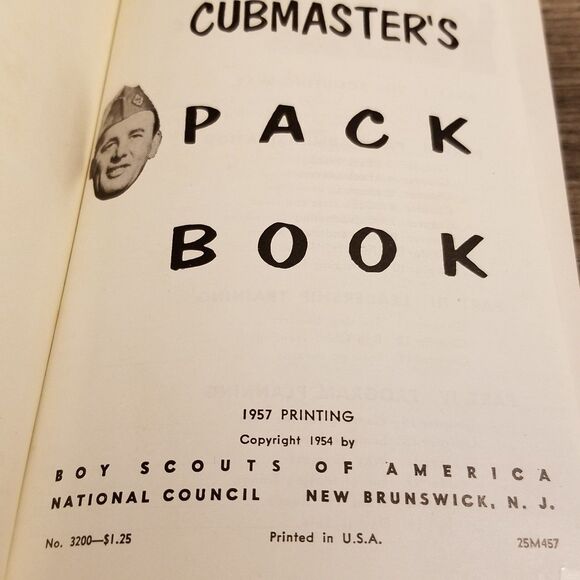 CUBMASTER'S
PACK
BOOK
1957 PRINTING
Copyright 1954 by
BOY SCOUTS OF AMERICA
NATIONAL COUNCIL NEW BRUNSWICK, N. J.
No. 3200—$1.25 Printed in U.S.A. 25M457